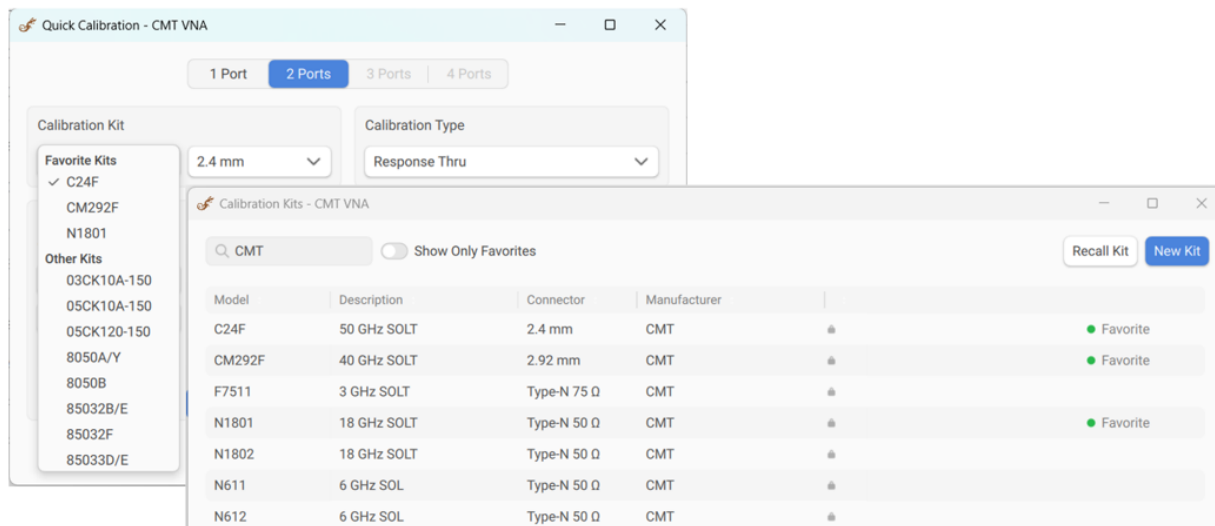 Quick Calibration - CMT VNA
1 Port 2 Ports 3 Ports 4 Ports
Calibration Kit
Calibration Type
Favorite Kits
C24F
CM292F
N1801
Other Kits
03CK10A-150
05CK10A-150
05CK120-150
8050A/Y
8050B
85032B/E
85032F
85033D/E
2.4 mm
Response Thru
Calibration Kits - CMT VNA
CMT
Show Only Favorites
Recall Kit
New Kit
Model Description Connector Manufacturer
C24F 50 GHz SOLT 2.4 mm CMT Favorite
CM292F 40 GHz SOLT 2.92 mm CMT Favorite
F7511 3 GHz SOLT Type-N 75 Ω CMT
N1801 18 GHz SOLT Type-N 50 Ω CMT Favorite
N1802 18 GHz SOLT Type-N 50 Ω CMT
N611 6 GHz SOL Type-N 50 Ω CMT
N612 6 GHz SOL Type-N 50 Ω CMT